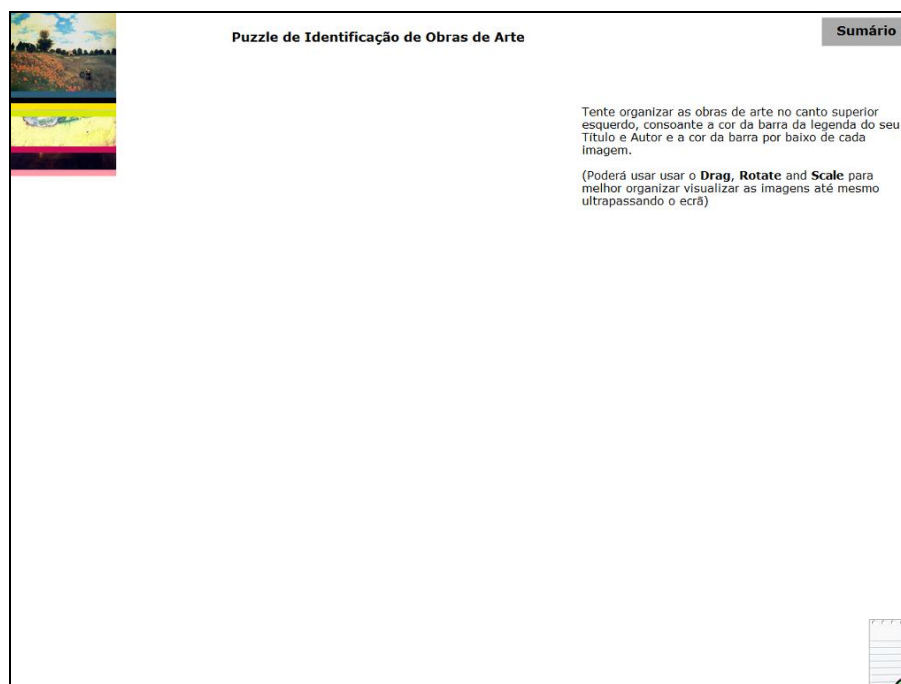 Puzzle de Identificação de Obras de Arte
Sumário
Tente organizar as obras de arte no canto superior
esquerdo, consoante a cor da barra da legenda do seu
Título e Autor e a cor da barra por baixo de cada
imagem.
(Poderá usar usar o Drag, Rotate and Scale para
melhor organizar visualizar as imagens até mesmo
ultrapassando o ecrã)